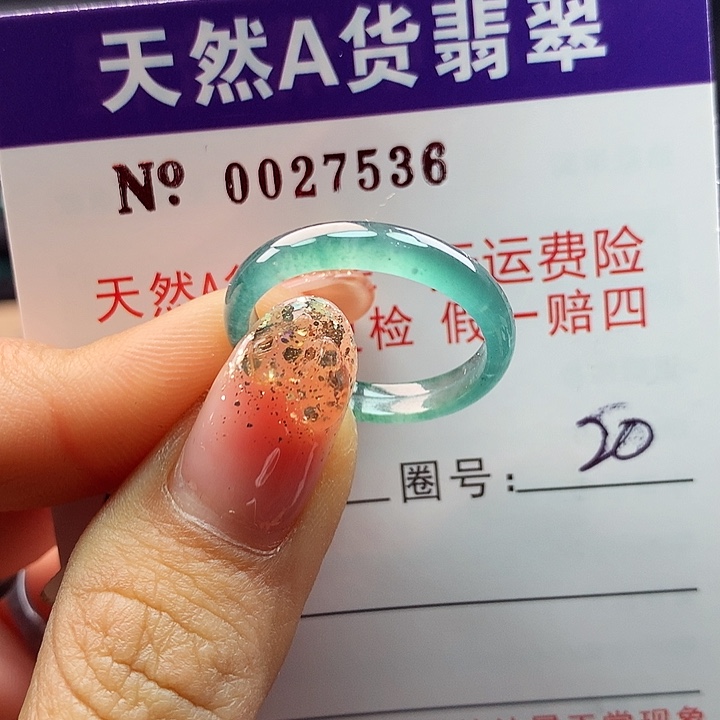 天然A货翡翠
Nº 0027536
天然A 运费险
检 假一赔四
圈号: 20